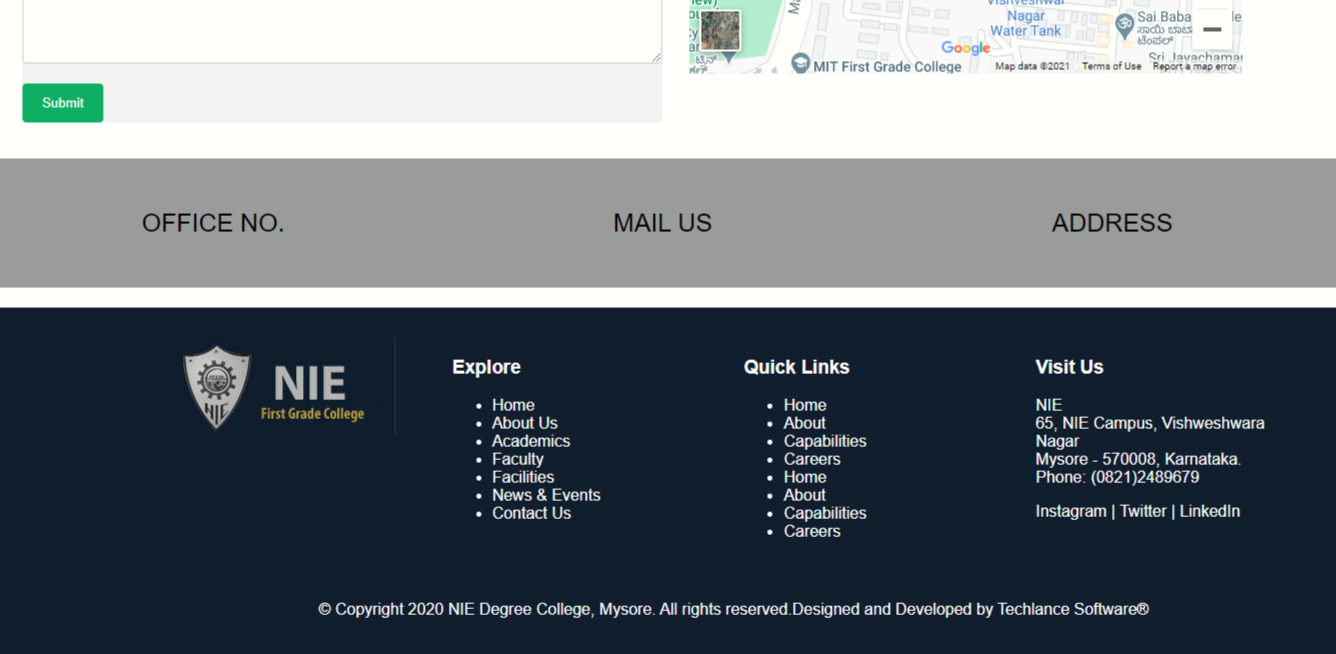 Submit
Vishveshwar
Nagar
Water Tank
Sai Baba
ಸಾಯಿ ಬಾಬಾ
ಟೆಂಪಲ್
Google
MIT First Grade College
Map data ©2021 Terms of Use Report a map error
OFFICE NO. MAIL US ADDRESS
NIE
First Grade College
NIE
Explore
Home
About Us
Academics
Faculty
Facilities
News & Events
Contact Us
Quick Links
Home
About
Capabilities
Careers
Home
About
Capabilities
Careers
Visit Us
NIE
65, NIE Campus, Vishweshwara
Nagar
Mysore - 570008, Karnataka.
Phone: (0821)2489679
Instagram | Twitter | LinkedIn
© Copyright 2020 NIE Degree College, Mysore. All rights reserved.Designed and Developed by Techlance Software®